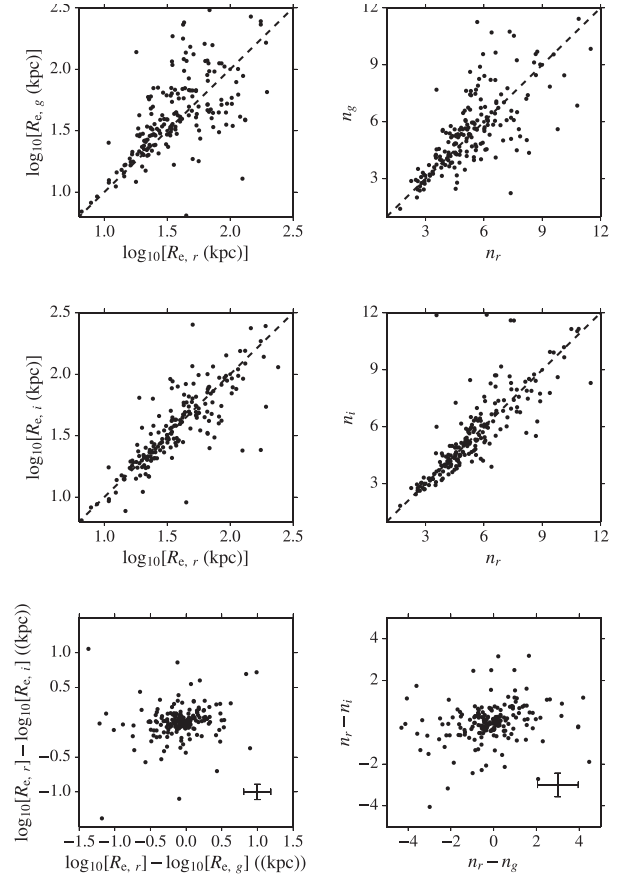 2.5
2.0
1.5
1.0
log10[Re, g (kpc)]
1.0 1.5 2.0 2.5
log10[Re, r (kpc)]
12
9
6
3
ng
3 6 9 12
nr
2.5
2.0
1.5
1.0
log10[Re, i (kpc)]
1.0 1.5 2.0 2.5
log10[Re, r (kpc)]
12
9
6
3
ni
3 6 9 12
nr
1.0
0.5
−0.5
−1.0
log10[Re, r]−log10[Re, i] ((kpc))
−1.5 −1.0 −0.5 0.0 0.5 1.0 1.5
log10[Re, r]−log10[Re, g] ((kpc))
5
2
−2
−4
nr−ni
−4 −2 0 2 4
nr−ng